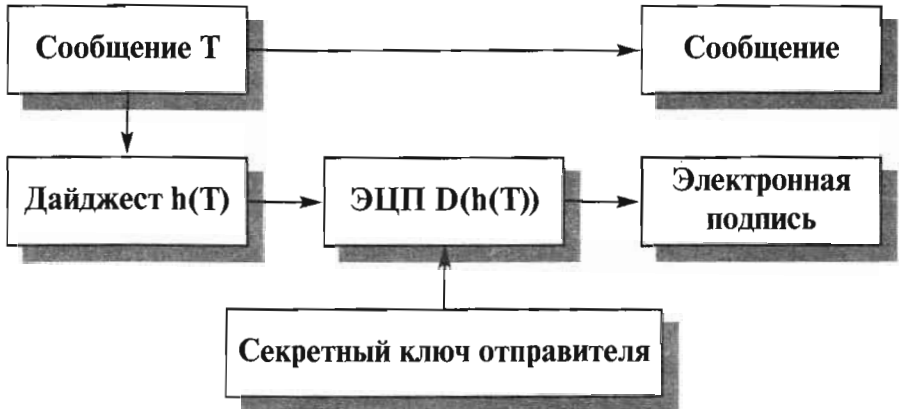 Сообщение T
Сообщение
Дайджест h(T)
ЭЦП D(h(T))
Электронная
подпись
Секретный ключ отправителя